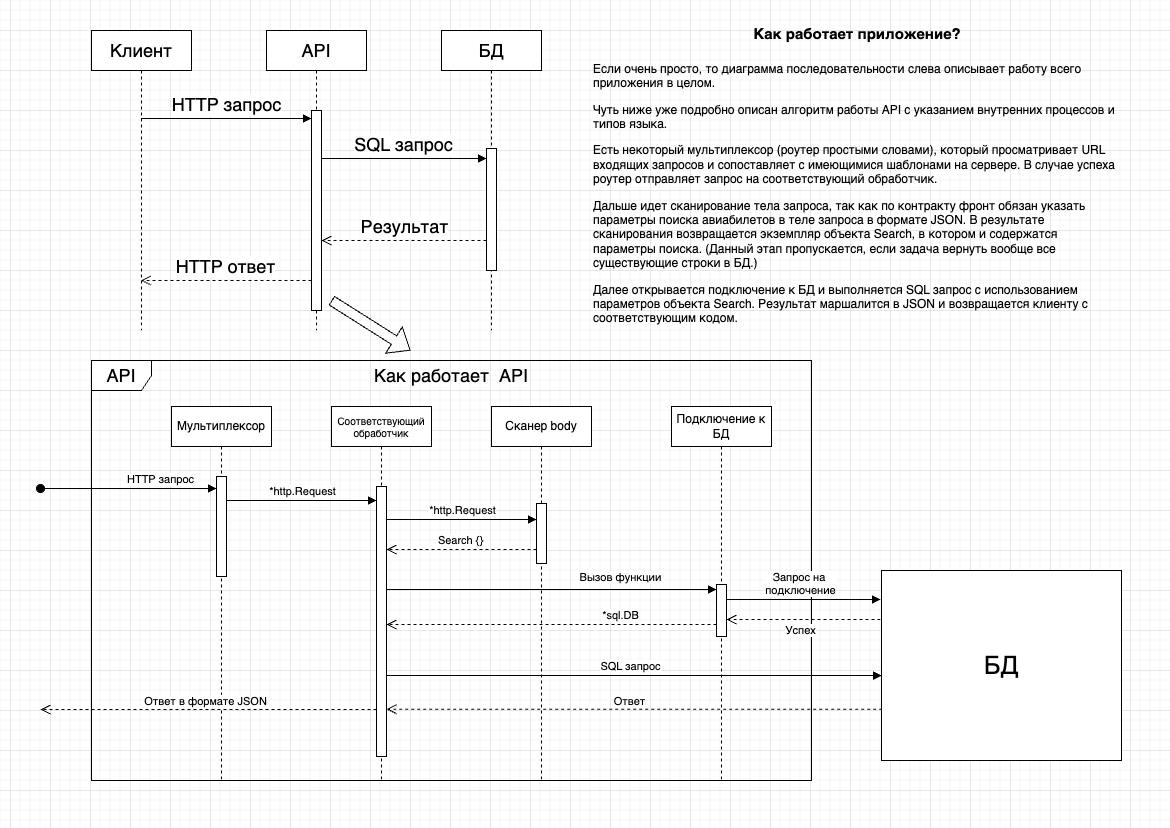 Клиент
API
БД
HTTP запрос
SQL запрос
Результат
HTTP ответ
Как работает приложение?
Если очень просто, то диаграмма последовательности слева описывает работу всего
приложения в целом.
Чуть ниже уже подробно описан алгоритм работы API с указанием внутренних процессов и
типов языка.
Есть некоторый мультиплексор (роутер простыми словами), который просматривает URL
входящих запросов и сопоставляет с имеющимися шаблонами на сервере. В случае успеха
роутер отправляет запрос на соответствующий обработчик.
Дальше идет сканирование тела запроса, так как по контракту фронт обязан указать
параметры поиска авиабилетов в теле запроса в формате JSON. В результате
сканирования возвращается экземпляр объекта Search, в котором и содержатся
параметры поиска. (Данный этап пропускается, если задача вернуть вообще все
существующие строки в БД.)
Далее открывается подключение к БД и выполняется SQL запрос с использованием
параметров объекта Search. Результат маршалится в JSON и возвращается клиенту с
соответствующим кодом.
API
Как работает API
Мультиплексор
Соответствующий
обработчик
Сканер body
Подключение к
БД
HTTP запрос
*http.Request
*http.Request
Search {}
Вызов функции
Запрос на
подключение
*sql.DB
Успех
БД
SQL запрос
Ответ в формате JSON
Ответ